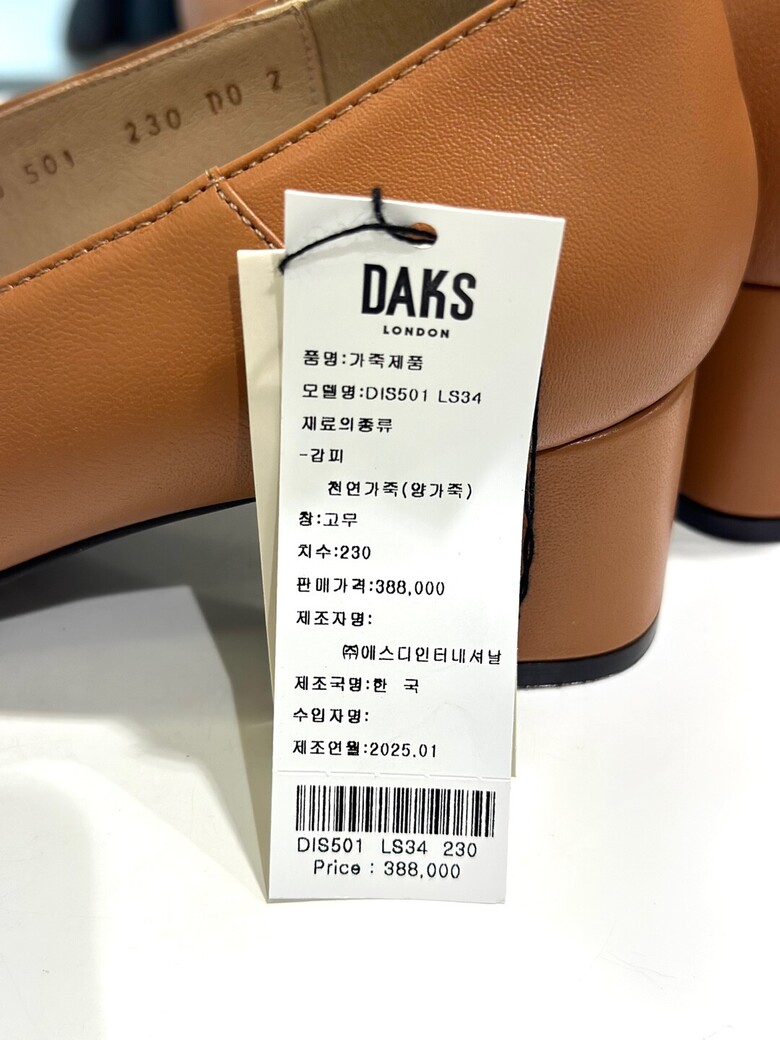 501 230 DO 2
DAKS
LONDON
품명:가죽제품
모델명:DIS501 LS34
재료의종류
-갑피
천연가죽(양가죽)
창:고무
치수:230
판매가격:388,000
제조자명:
㈜에스디인터내셔날
제조국명:한 국
수입자명:
제조연월:2025.01
DIS501 LS34 230
Price : 388,000